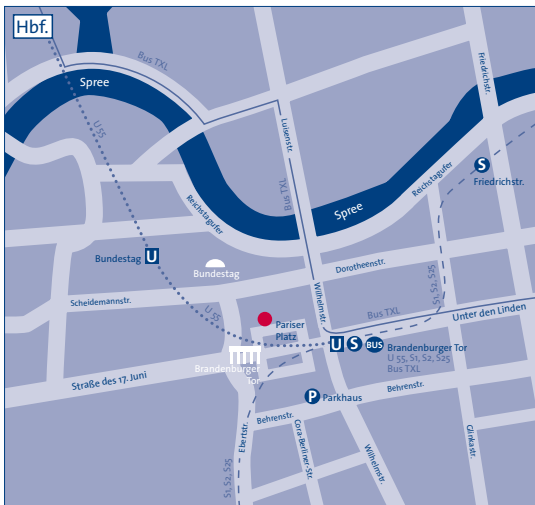 Hbf.
Bus TXL
Spree
Friedrichstr.
U 55
Luisenstr.
Bus TXL
S
Friedrichstr.
Reichstagufer
Reichstagufer
Spree
Bundestag U
Bundestag
Dorotheenstr.
S1, S2, S25
Scheidemannstr.
U 55
Wilhelmstr.
Bus TXL
Unter den Linden
Pariser
Platz
U S BUS
Brandenburger Tor
U 55, S1, S2, S25
Bus TXL
Brandenburger
Tor
Straße des 17. Juni
P Parkhaus
Behrenstr.
Behrenstr.
Ebertstr.
Cora-Berliner-Str.
Wilhelmstr.
Glinkastr.
S1, S2, S25